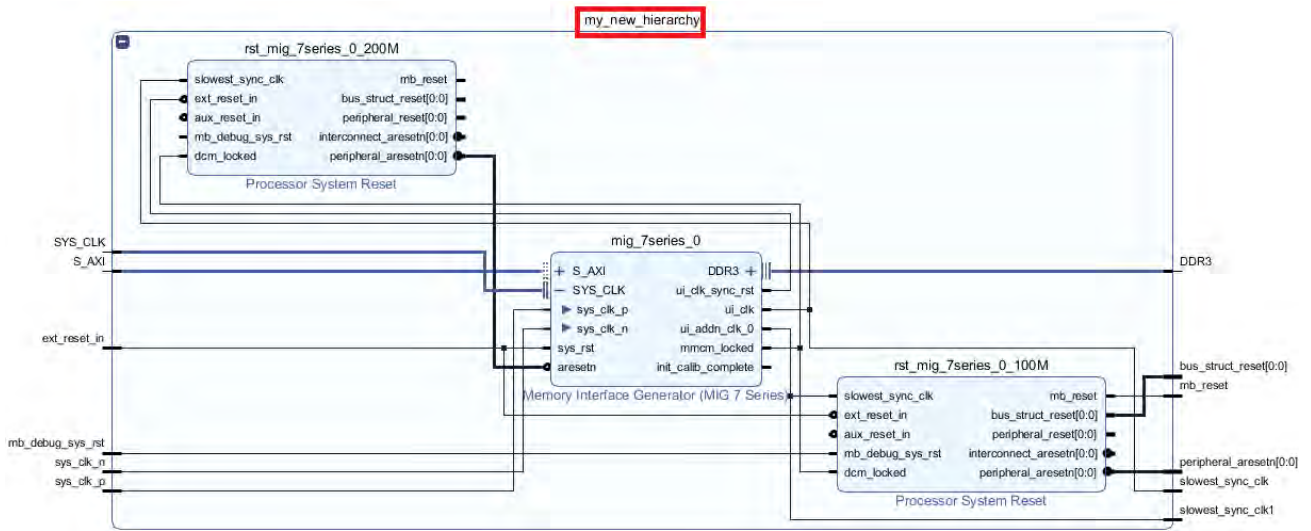 my_new_hierarchy
rst_mig_7series_0_200M
slowest_sync_clk mb_reset
ext_reset_in bus_struct_reset[0:0]
aux_reset_in peripheral_reset[0:0]
mb_debug_sys_rst interconnect_aresetn[0:0]
dcm_locked peripheral_aresetn[0:0]
Processor System Reset
SYS_CLK
S_AXI
ext_reset_in
mb_debug_sys_rst
sys_clk_n
sys_clk_p
mig_7series_0
S_AXI DDR3
SYS_CLK ui_clk_sync_rst
sys_clk_p ui_clk
sys_clk_n ui_addn_clk_0
sys_rst mmcm_locked
aresetn init_calib_complete
Memory Interface Generator (MIG 7 Series)
rst_mig_7series_0_100M
slowest_sync_clk mb_reset
ext_reset_in bus_struct_reset[0:0]
aux_reset_in peripheral_reset[0:0]
mb_debug_sys_rst interconnect_aresetn[0:0]
dcm_locked peripheral_aresetn[0:0]
Processor System Reset
DDR3
bus_struct_reset[0:0]
mb_reset
peripheral_aresetn[0:0]
slowest_sync_clk
slowest_sync_clk1